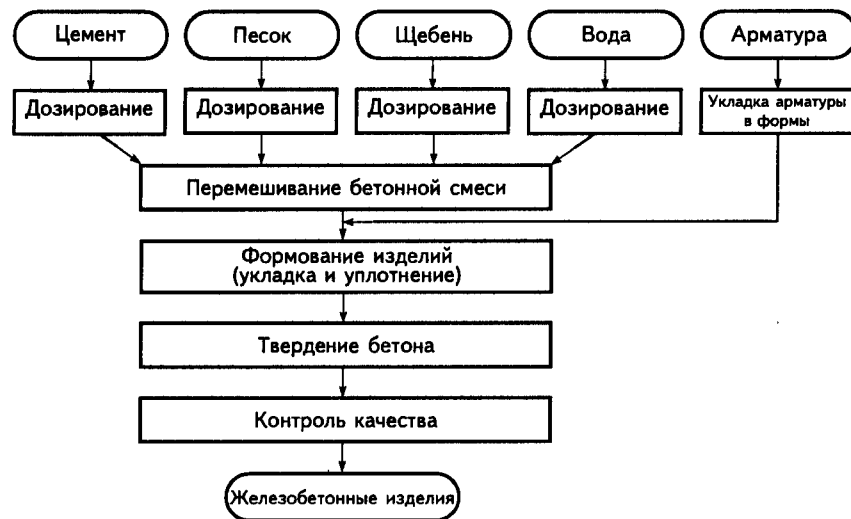 Цемент
Песок
Щебень
Вода
Арматура
Дозирование
Дозирование
Дозирование
Дозирование
Укладка арматуры
в формы
Перемешивание бетонной смеси
Формование изделий
(укладка и уплотнение)
Твердение бетона
Контроль качества
Железобетонные изделия